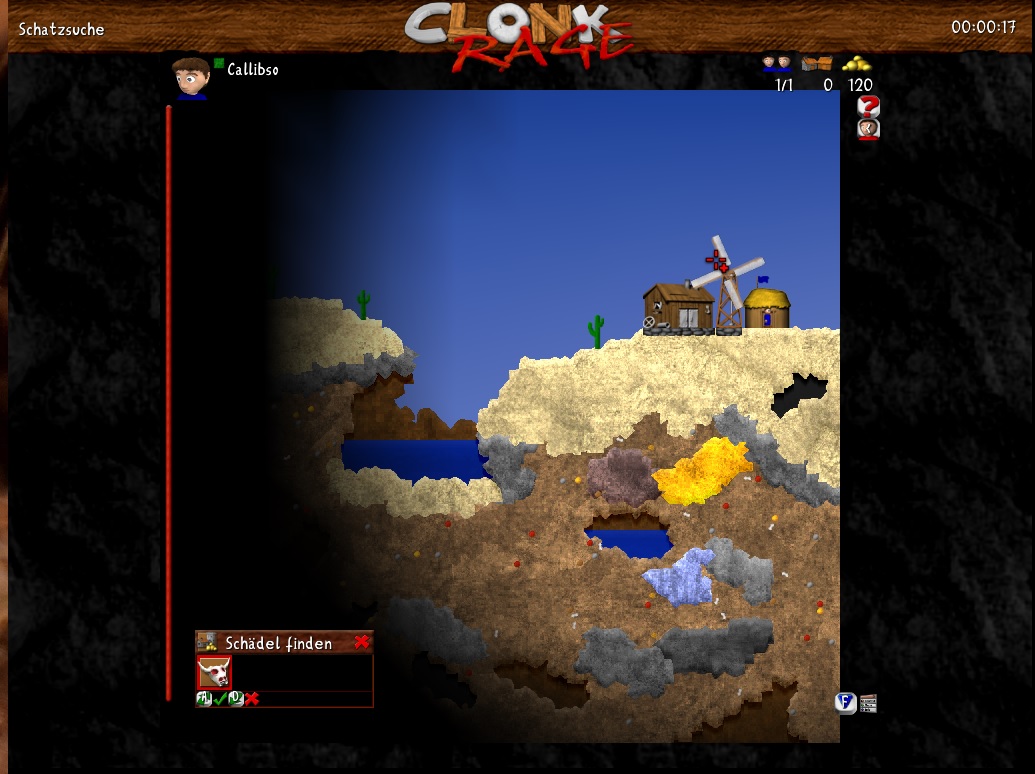 Schatzsuche
CLONK
RAGE
00:00:17
Callibso
1/1 0 120
?
Schädel finden
F